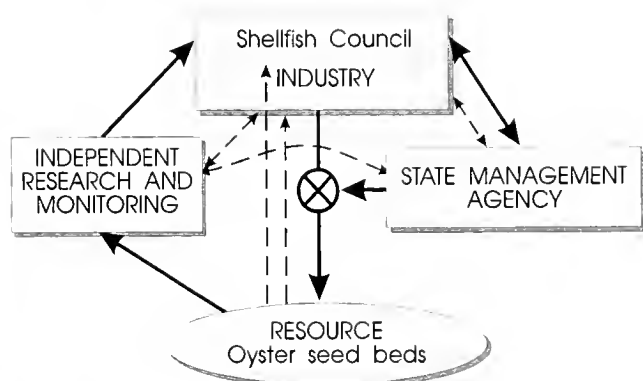 Shellfish Council
INDUSTRY
INDEPENDENT
RESEARCH AND
MONITORING
STATE MANAGEMENT
AGENCY
RESOURCE
Oyster seed beds